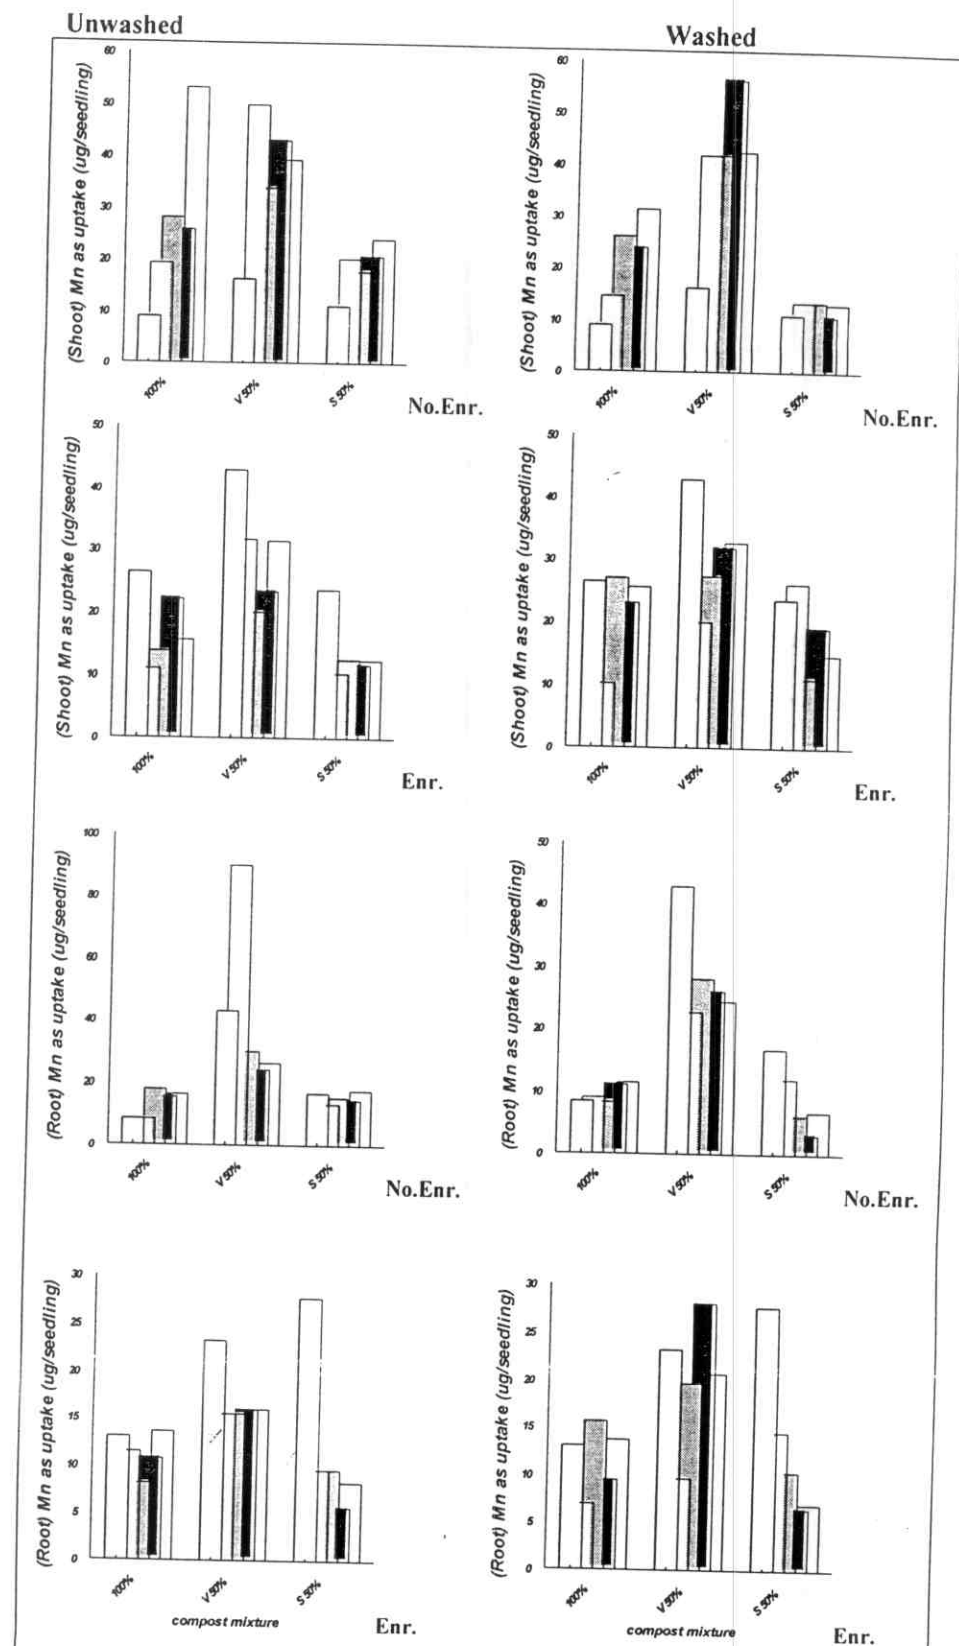 Unwashed
Washed
(Shoot) Mn as uptake (ug/seedling)
60
50
40
30
20
10
0
100%
V 50%
S 50%
No.Enr.
(Shoot) Mn as uptake (ug/seedling)
60
50
40
30
20
10
0
100%
V 50%
S 50%
No.Enr.
(Shoot) Mn as uptake (ug/seedling)
50
40
30
20
10
0
100%
V 50%
S 50%
Enr.
(Shoot) Mn as uptake (ug/seedling)
50
40
30
20
10
0
100%
V 50%
S 50%
Enr.
(Root) Mn as uptake (ug/seedling)
100
80
60
40
20
0
100%
V 50%
S 50%
No.Enr.
(Root) Mn as uptake (ug/seedling)
50
40
30
20
10
0
100%
V 50%
S 50%
No.Enr.
(Root) Mn as uptake (ug/seedling)
30
25
20
15
10
5
0
100%
V 50%
S 50%
compost mixture
Enr.
(Root) Mn as uptake (ug/seedling)
30
25
20
15
10
5
0
100%
V 50%
S 50%
compost mixture
Enr.